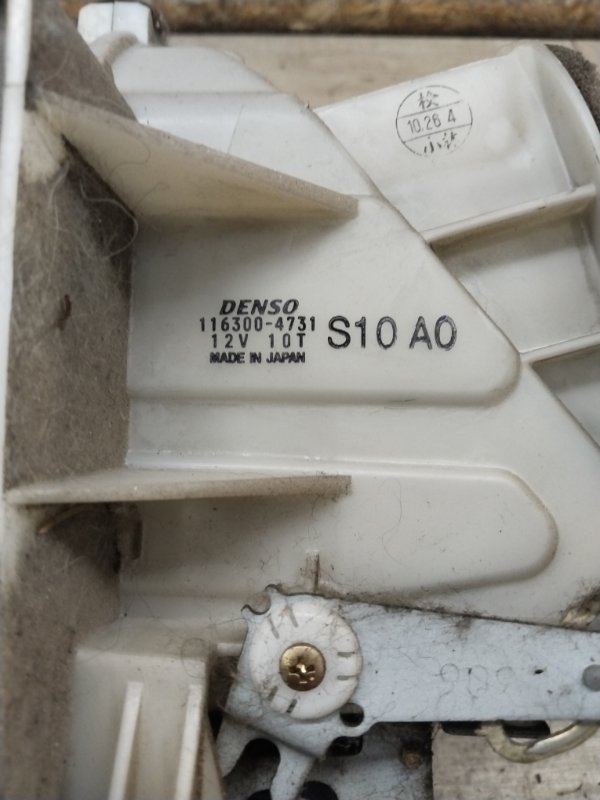 検
10.26 4
DENSO
116300-4731
12V 10T
MADE IN JAPAN
S10 A0